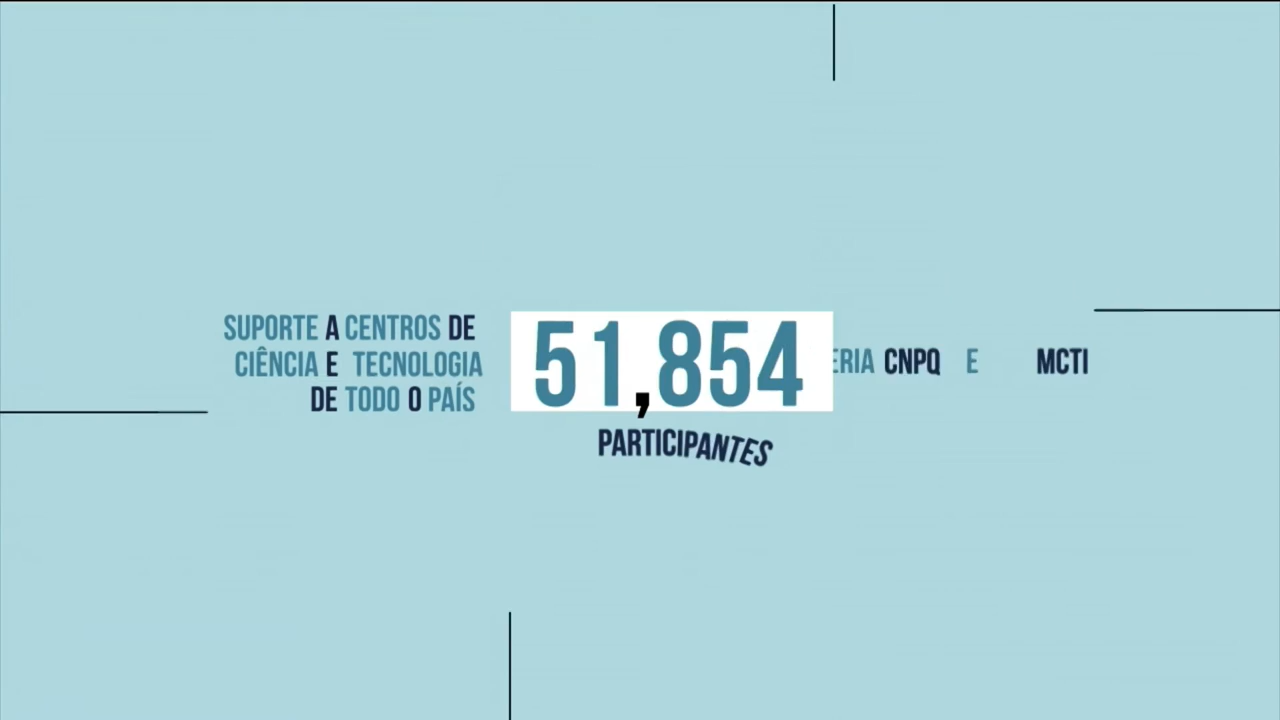 SUPORTE A CENTROS DE
CIÊNCIA E TECNOLOGIA
DE TODO O PAÍS
51,854
PARTICIPANTES
CNPQ E MCTI